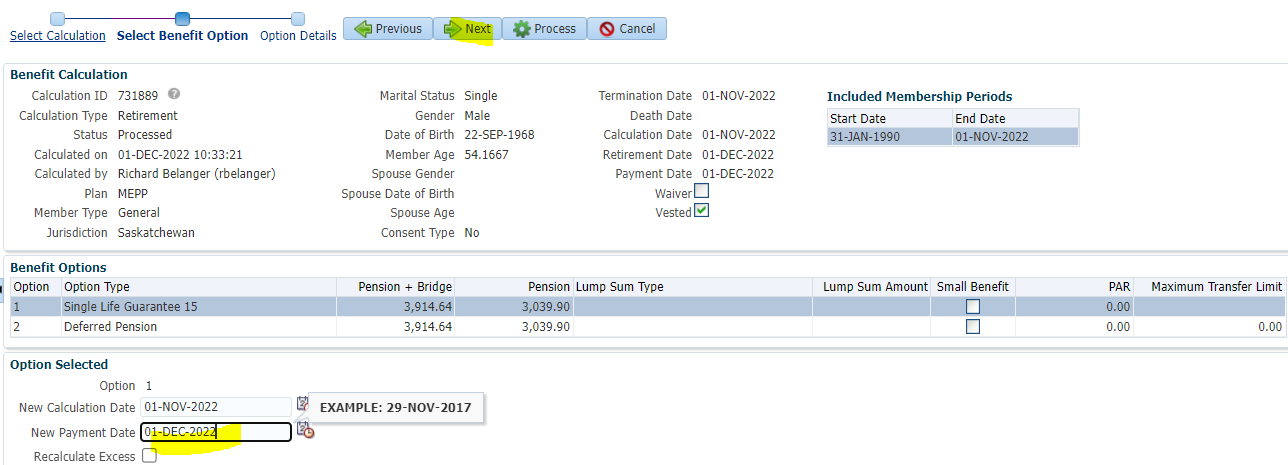 Select Calculation Select Benefit Option Option Details Previous Next Process Cancel
Benefit Calculation
Calculation ID 731889 Marital Status Single Termination Date 01-NOV-2022 Included Membership Periods
Calculation Type Retirement Gender Male Death Date Start Date End Date
Status Processed Date of Birth 22-SEP-1968 Calculation Date 01-NOV-2022 31-JAN-1990 01-NOV-2022
Calculated on 01-DEC-2022 10:33:21 Member Age 54.1667 Retirement Date 01-DEC-2022
Calculated by Richard Belanger (rbelanger) Spouse Gender Payment Date 01-DEC-2022
Plan MEPP Spouse Date of Birth Waiver
Member Type General Spouse Age Vested
Jurisdiction Saskatchewan Consent Type No
Benefit Options
Option Option Type Pension + Bridge Pension Lump Sum Type Lump Sum Amount Small Benefit PAR Maximum Transfer Limit
1 Single Life Guarantee 15 3,914.64 3,039.90 0.00
2 Deferred Pension 3,914.64 3,039.90 0.00 0.00
Option Selected
Option 1
New Calculation Date 01-NOV-2022 EXAMPLE: 29-NOV-2017
New Payment Date 01-DEC-2022
Recalculate Excess